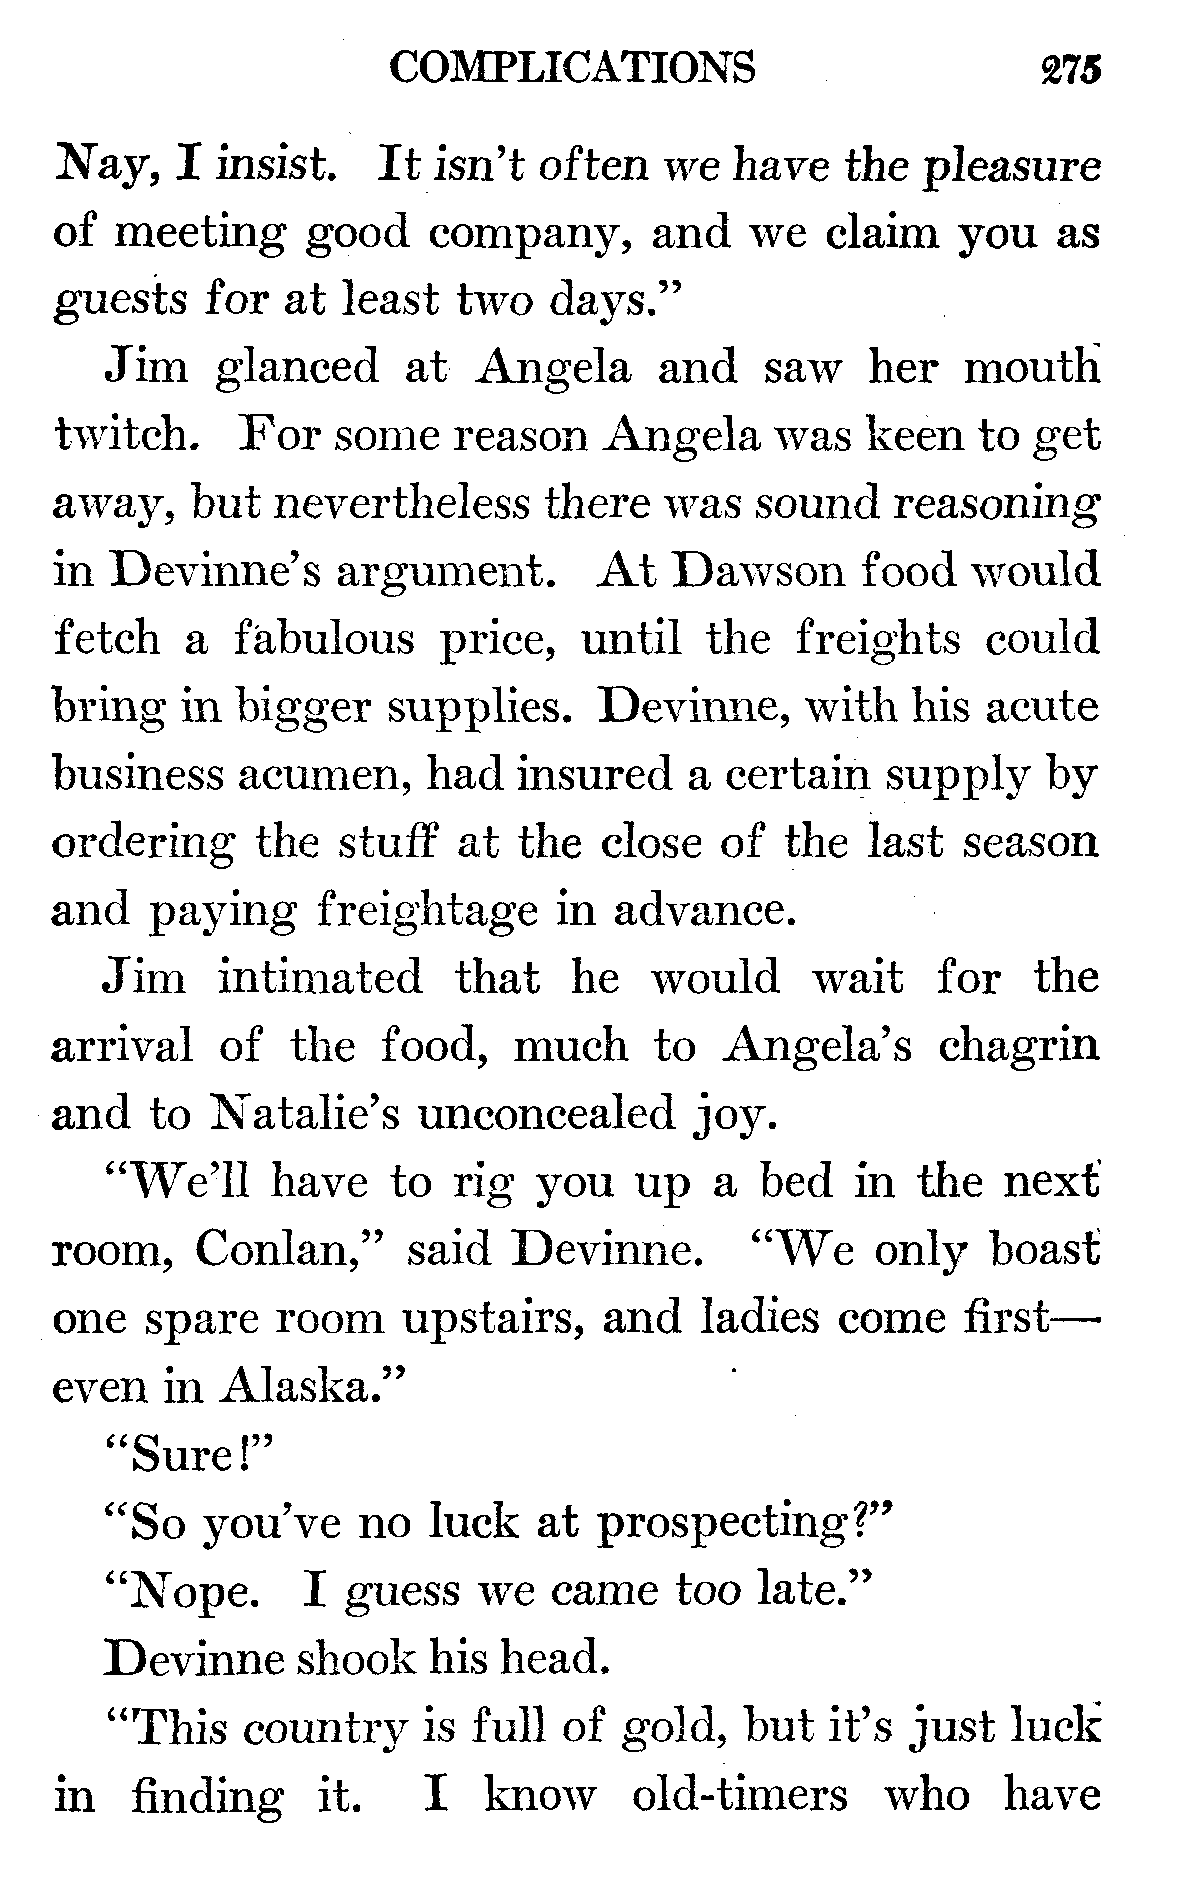 COMPLICATIONS 275
Nay, I insist. It isn't often we have the pleasure
of meeting good company, and we claim you as
guests for at least two days."
Jim glanced at Angela and saw her mouth
twitch. For some reason Angela was keen to get
away, but nevertheless there was sound reasoning
in Devinne's argument. At Dawson food would
fetch a fabulous price, until the freights could
bring in bigger supplies. Devinne, with his acute
business acumen, had insured a certain supply by
ordering the stuff at the close of the last season
and paying freightage in advance.
Jim intimated that he would wait for the
arrival of the food, much to Angela's chagrin
and to Natalie's unconcealed joy.
"We'll have to rig you up a bed in the next
room, Conlan," said Devinne. "We only boast
one spare room upstairs, and ladies come first—
even in Alaska."
"Sure!"
"So you've no luck at prospecting?"
"Nope. I guess we came too late."
Devinne shook his head.
"This country is full of gold, but it's just luck
in finding it. I know old-timers who have